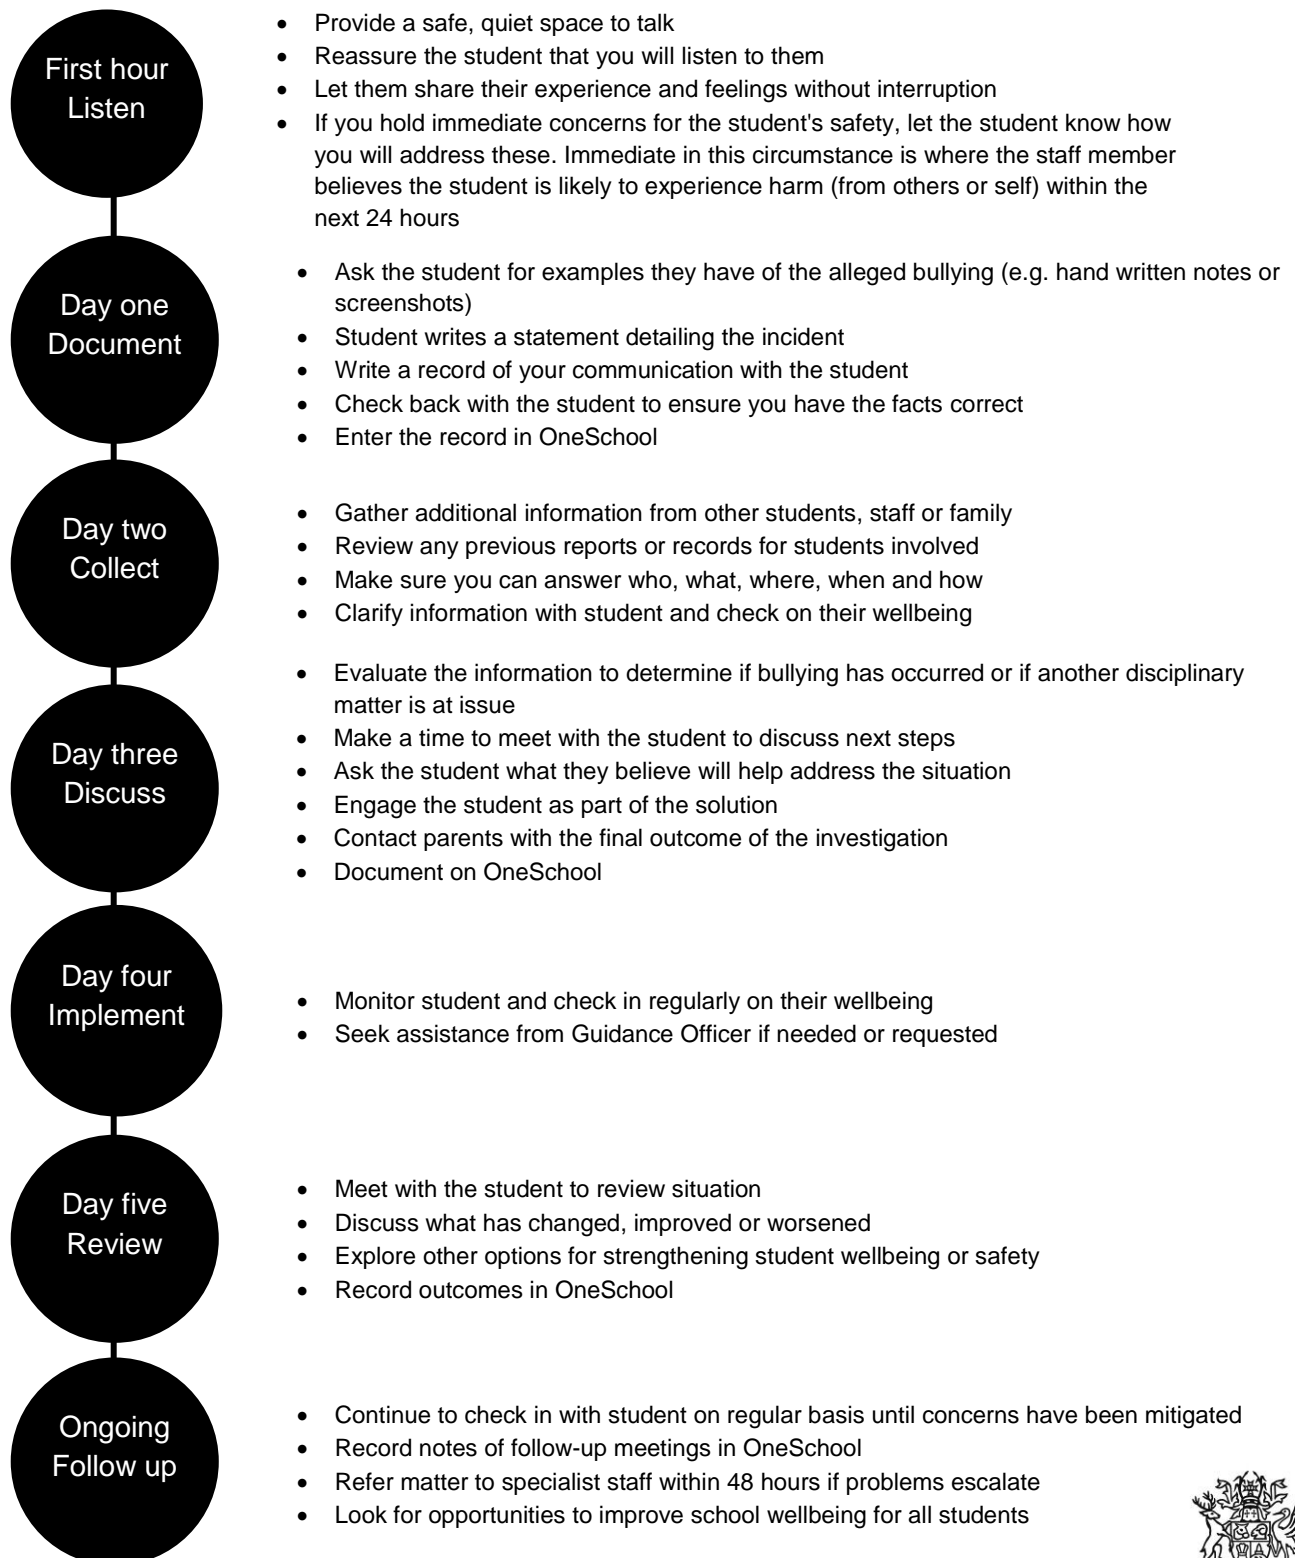 First hour
Listen
• Provide a safe, quiet space to talk
• Reassure the student that you will listen to them
• Let them share their experience and feelings without interruption
• If you hold immediate concerns for the student's safety, let the student know how
you will address these. Immediate in this circumstance is where the staff member
believes the student is likely to experience harm (from others or self) within the
next 24 hours
Day one
Document
• Ask the student for examples they have of the alleged bullying (e.g. hand written notes or
screenshots)
• Student writes a statement detailing the incident
• Write a record of your communication with the student
• Check back with the student to ensure you have the facts correct
• Enter the record in OneSchool
Day two
Collect
• Gather additional information from other students, staff or family
• Review any previous reports or records for students involved
• Make sure you can answer who, what, where, when and how
• Clarify information with student and check on their wellbeing
Day three
Discuss
• Evaluate the information to determine if bullying has occurred or if another disciplinary
matter is at issue
• Make a time to meet with the student to discuss next steps
• Ask the student what they believe will help address the situation
• Engage the student as part of the solution
• Contact parents with the final outcome of the investigation
• Document on OneSchool
Day four
Implement
• Monitor student and check in regularly on their wellbeing
• Seek assistance from Guidance Officer if needed or requested
Day five
Review
• Meet with the student to review situation
• Discuss what has changed, improved or worsened
• Explore other options for strengthening student wellbeing or safety
• Record outcomes in OneSchool
Ongoing
Follow up
• Continue to check in with student on regular basis until concerns have been mitigated
• Record notes of follow-up meetings in OneSchool
• Refer matter to specialist staff within 48 hours if problems escalate
• Look for opportunities to improve school wellbeing for all students